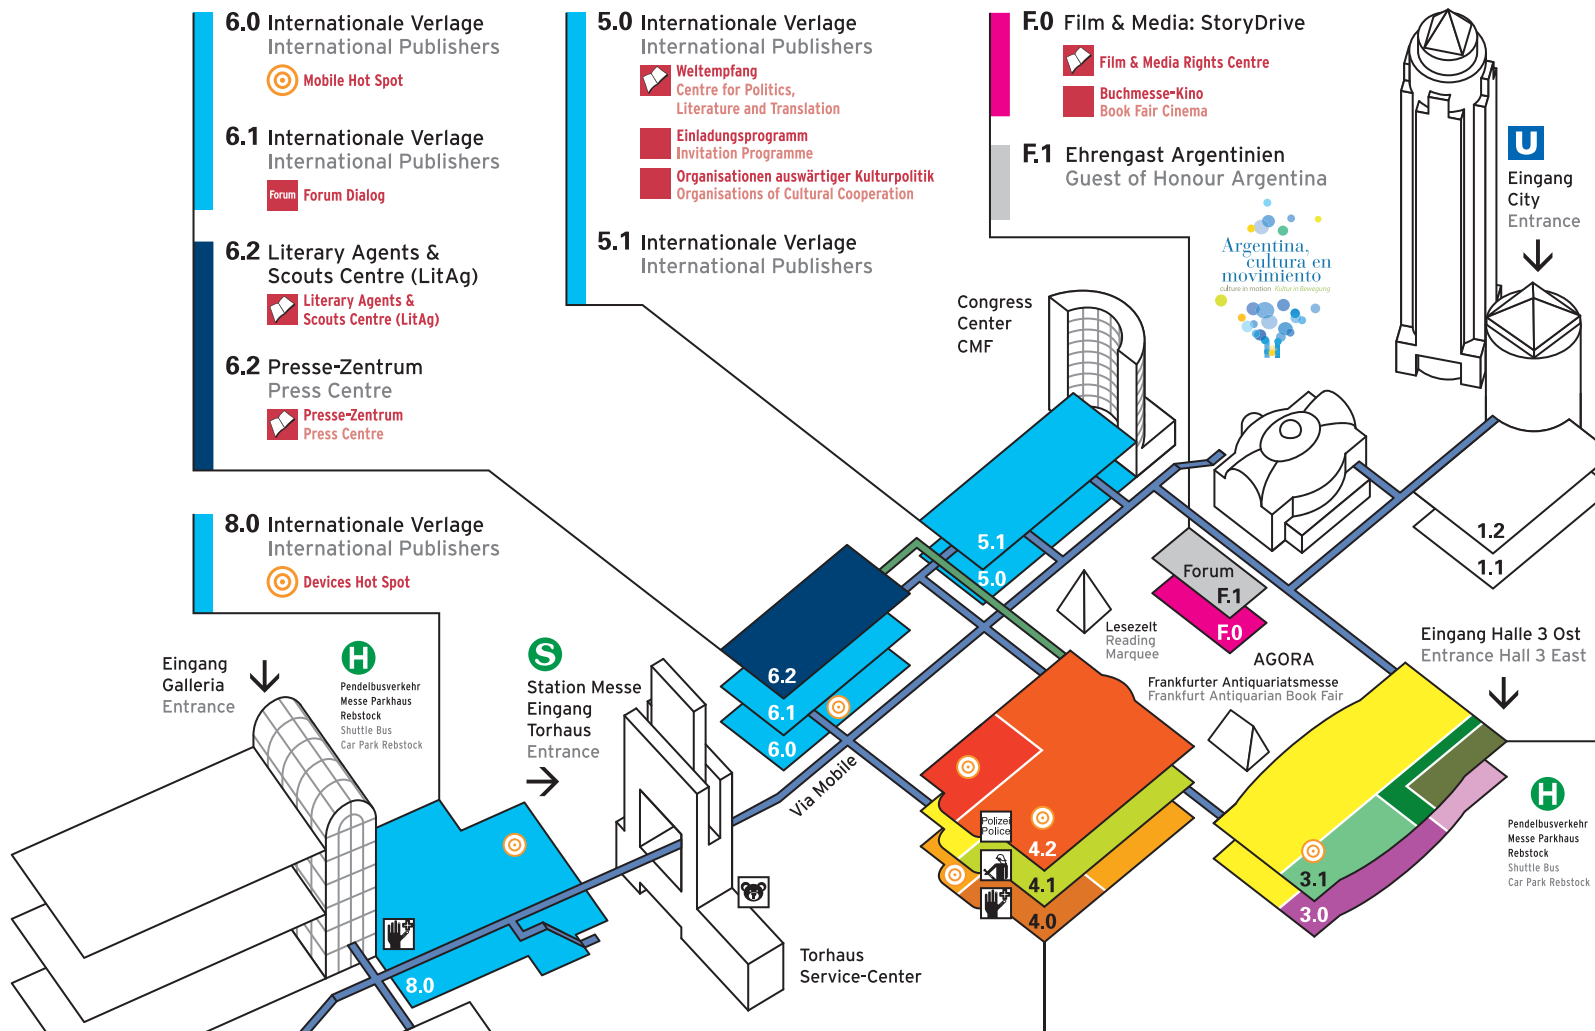 6.0 Internationale Verlage
International Publishers
Mobile Hot Spot
6.1 Internationale Verlage
International Publishers
Forum Forum Dialog
6.2 Literary Agents &
Scouts Centre (LitAg)
Literary Agents &
Scouts Centre (LitAg)
6.2 Presse-Zentrum
Press Centre
Presse-Zentrum
Press Centre
8.0 Internationale Verlage
International Publishers
Devices Hot Spot
5.0 Internationale Verlage
International Publishers
Weltempfang
Centre for Politics,
Literature and Translation
Einladungsprogramm
Invitation Programme
Organisationen auswärtiger Kulturpolitik
Organisations of Cultural Cooperation
5.1 Internationale Verlage
International Publishers
F.0 Film & Media: StoryDrive
Film & Media Rights Centre
Buchmesse-Kino
Book Fair Cinema
F.1 Ehrengast Argentinien
Guest of Honour Argentina
Argentina,
cultura en
movimiento
culture in motion Kultur in Bewegung
U
Eingang
City
Entrance
Congress
Center
CMF
5.1
5.0
1.2
1.1
Forum
F.1
F.0
Lesezelt
Reading
Marquee
AGORA
Frankfurter Antiquariatsmesse
Frankfurt Antiquarian Book Fair
Eingang Halle 3 Ost
Entrance Hall 3 East
Eingang
Galleria
Entrance
H
Pendelbusverkehr
Messe Parkhaus
Rebstock
Shuttle Bus
Car Park Rebstock
S
Station Messe
Eingang
Torhaus
Entrance
6.2
6.1
6.0
Via Mobile
Polizei
Police
4.2
4.1
4.0
3.1
3.0
H
Pendelbusverkehr
Messe Parkhaus
Rebstock
Shuttle Bus
Car Park Rebstock
Torhaus
Service-Center
8.0